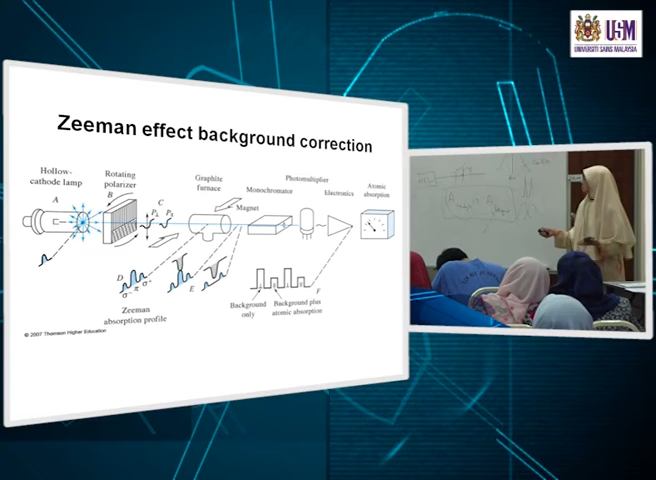 USM
UNIVERSITI SAINS MALAYSIA
Zeeman effect background correction
Hollow-
cathode lamp
A
Rotating
polarizer
B
C
Graphite
furnace
Magnet
Monochromator
Photomultiplier
Electronics
Atomic
absorption
D
σ⁻ π σ⁺
E
F
Zeeman
absorption profile
Background
only
Background plus
atomic absorption
© 2007 Thomson Higher Education